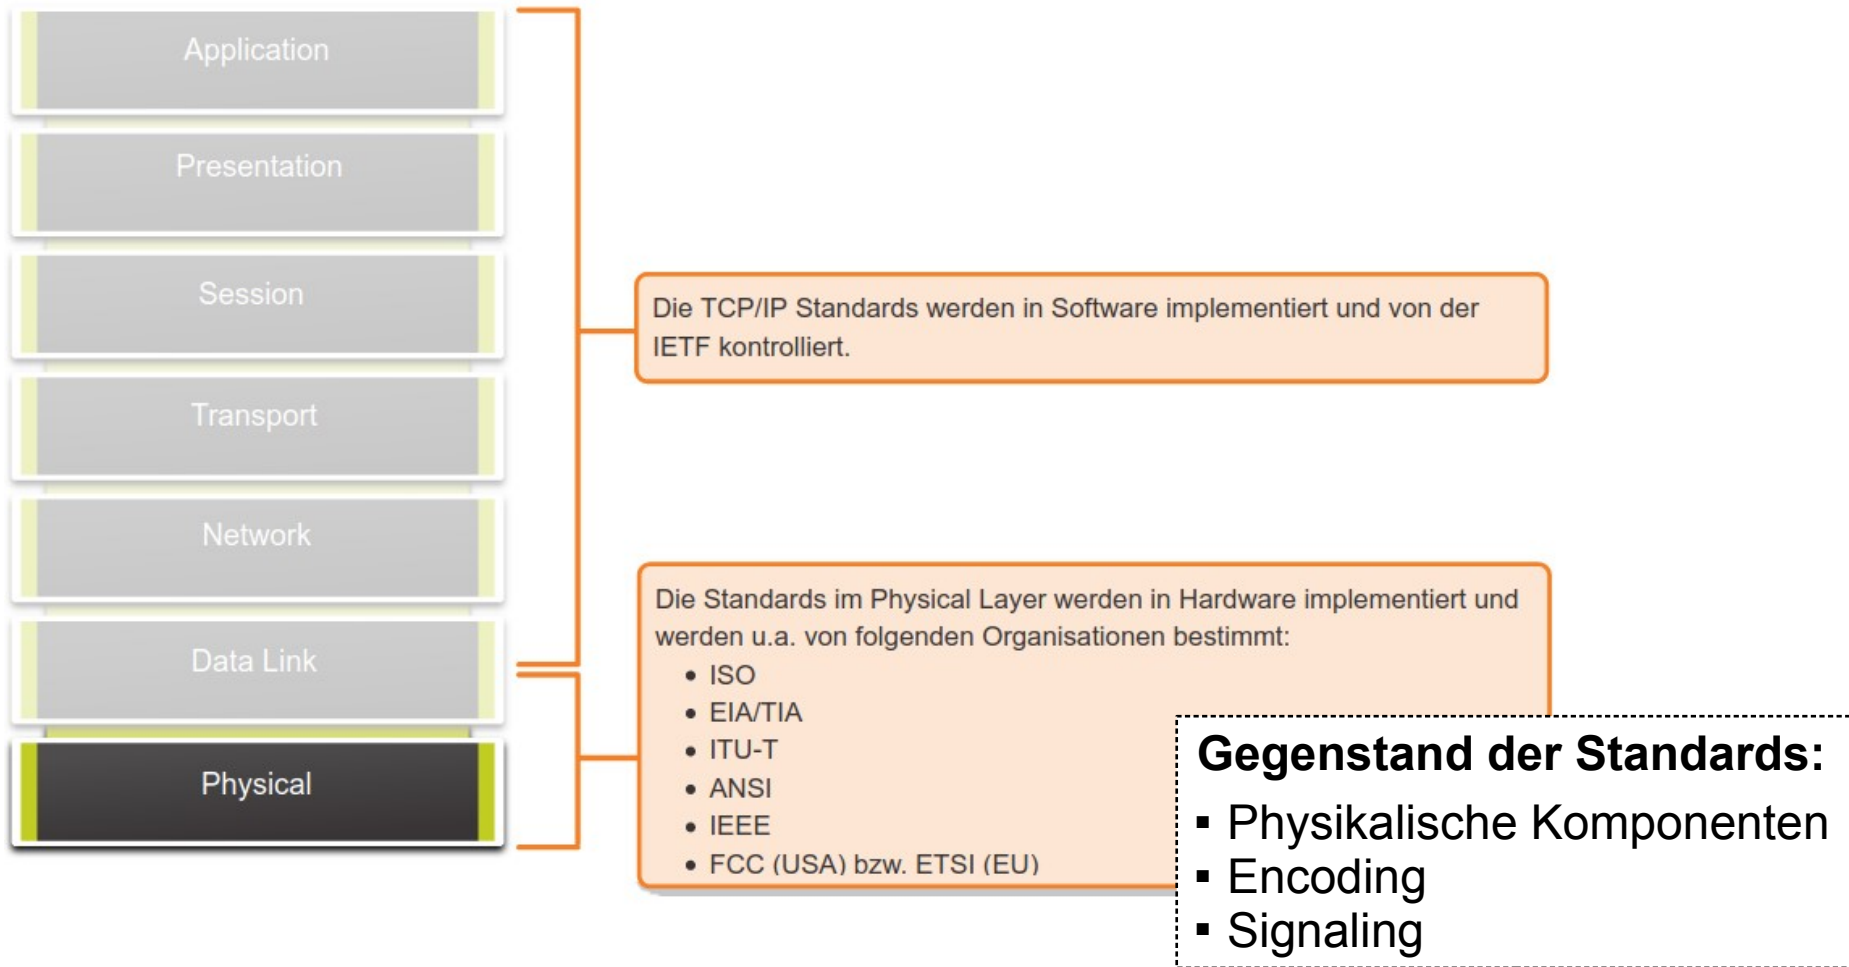 Application
Presentation
Session
Transport
Network
Data Link
Physical
Die TCP/IP Standards werden in Software implementiert und von der
IETF kontrolliert.
Die Standards im Physical Layer werden in Hardware implementiert und
werden u.a. von folgenden Organisationen bestimmt:
• ISO
• EIA/TIA
• ITU-T
• ANSI
• IEEE
• FCC (USA) bzw. ETSI (EU)
Gegenstand der Standards:
▪ Physikalische Komponenten
▪ Encoding
▪ Signaling